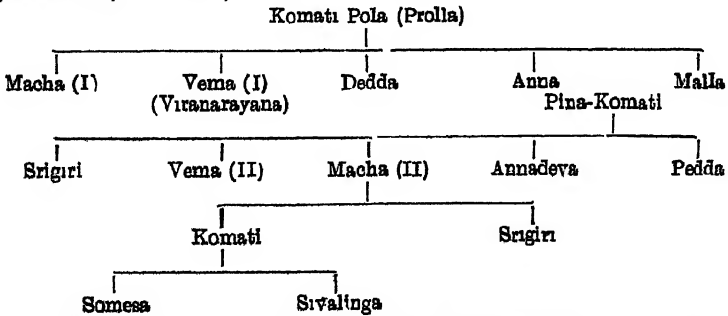 Komati Pola (Prolla)
Macha (I) Vema (I) Dedda Anna Malla
(Viranarayana) Pina-Komati
Srigiri Vema (II) Macha (II) Annadeva Pedda
Komati Srigiri
Somesa Sivalinga